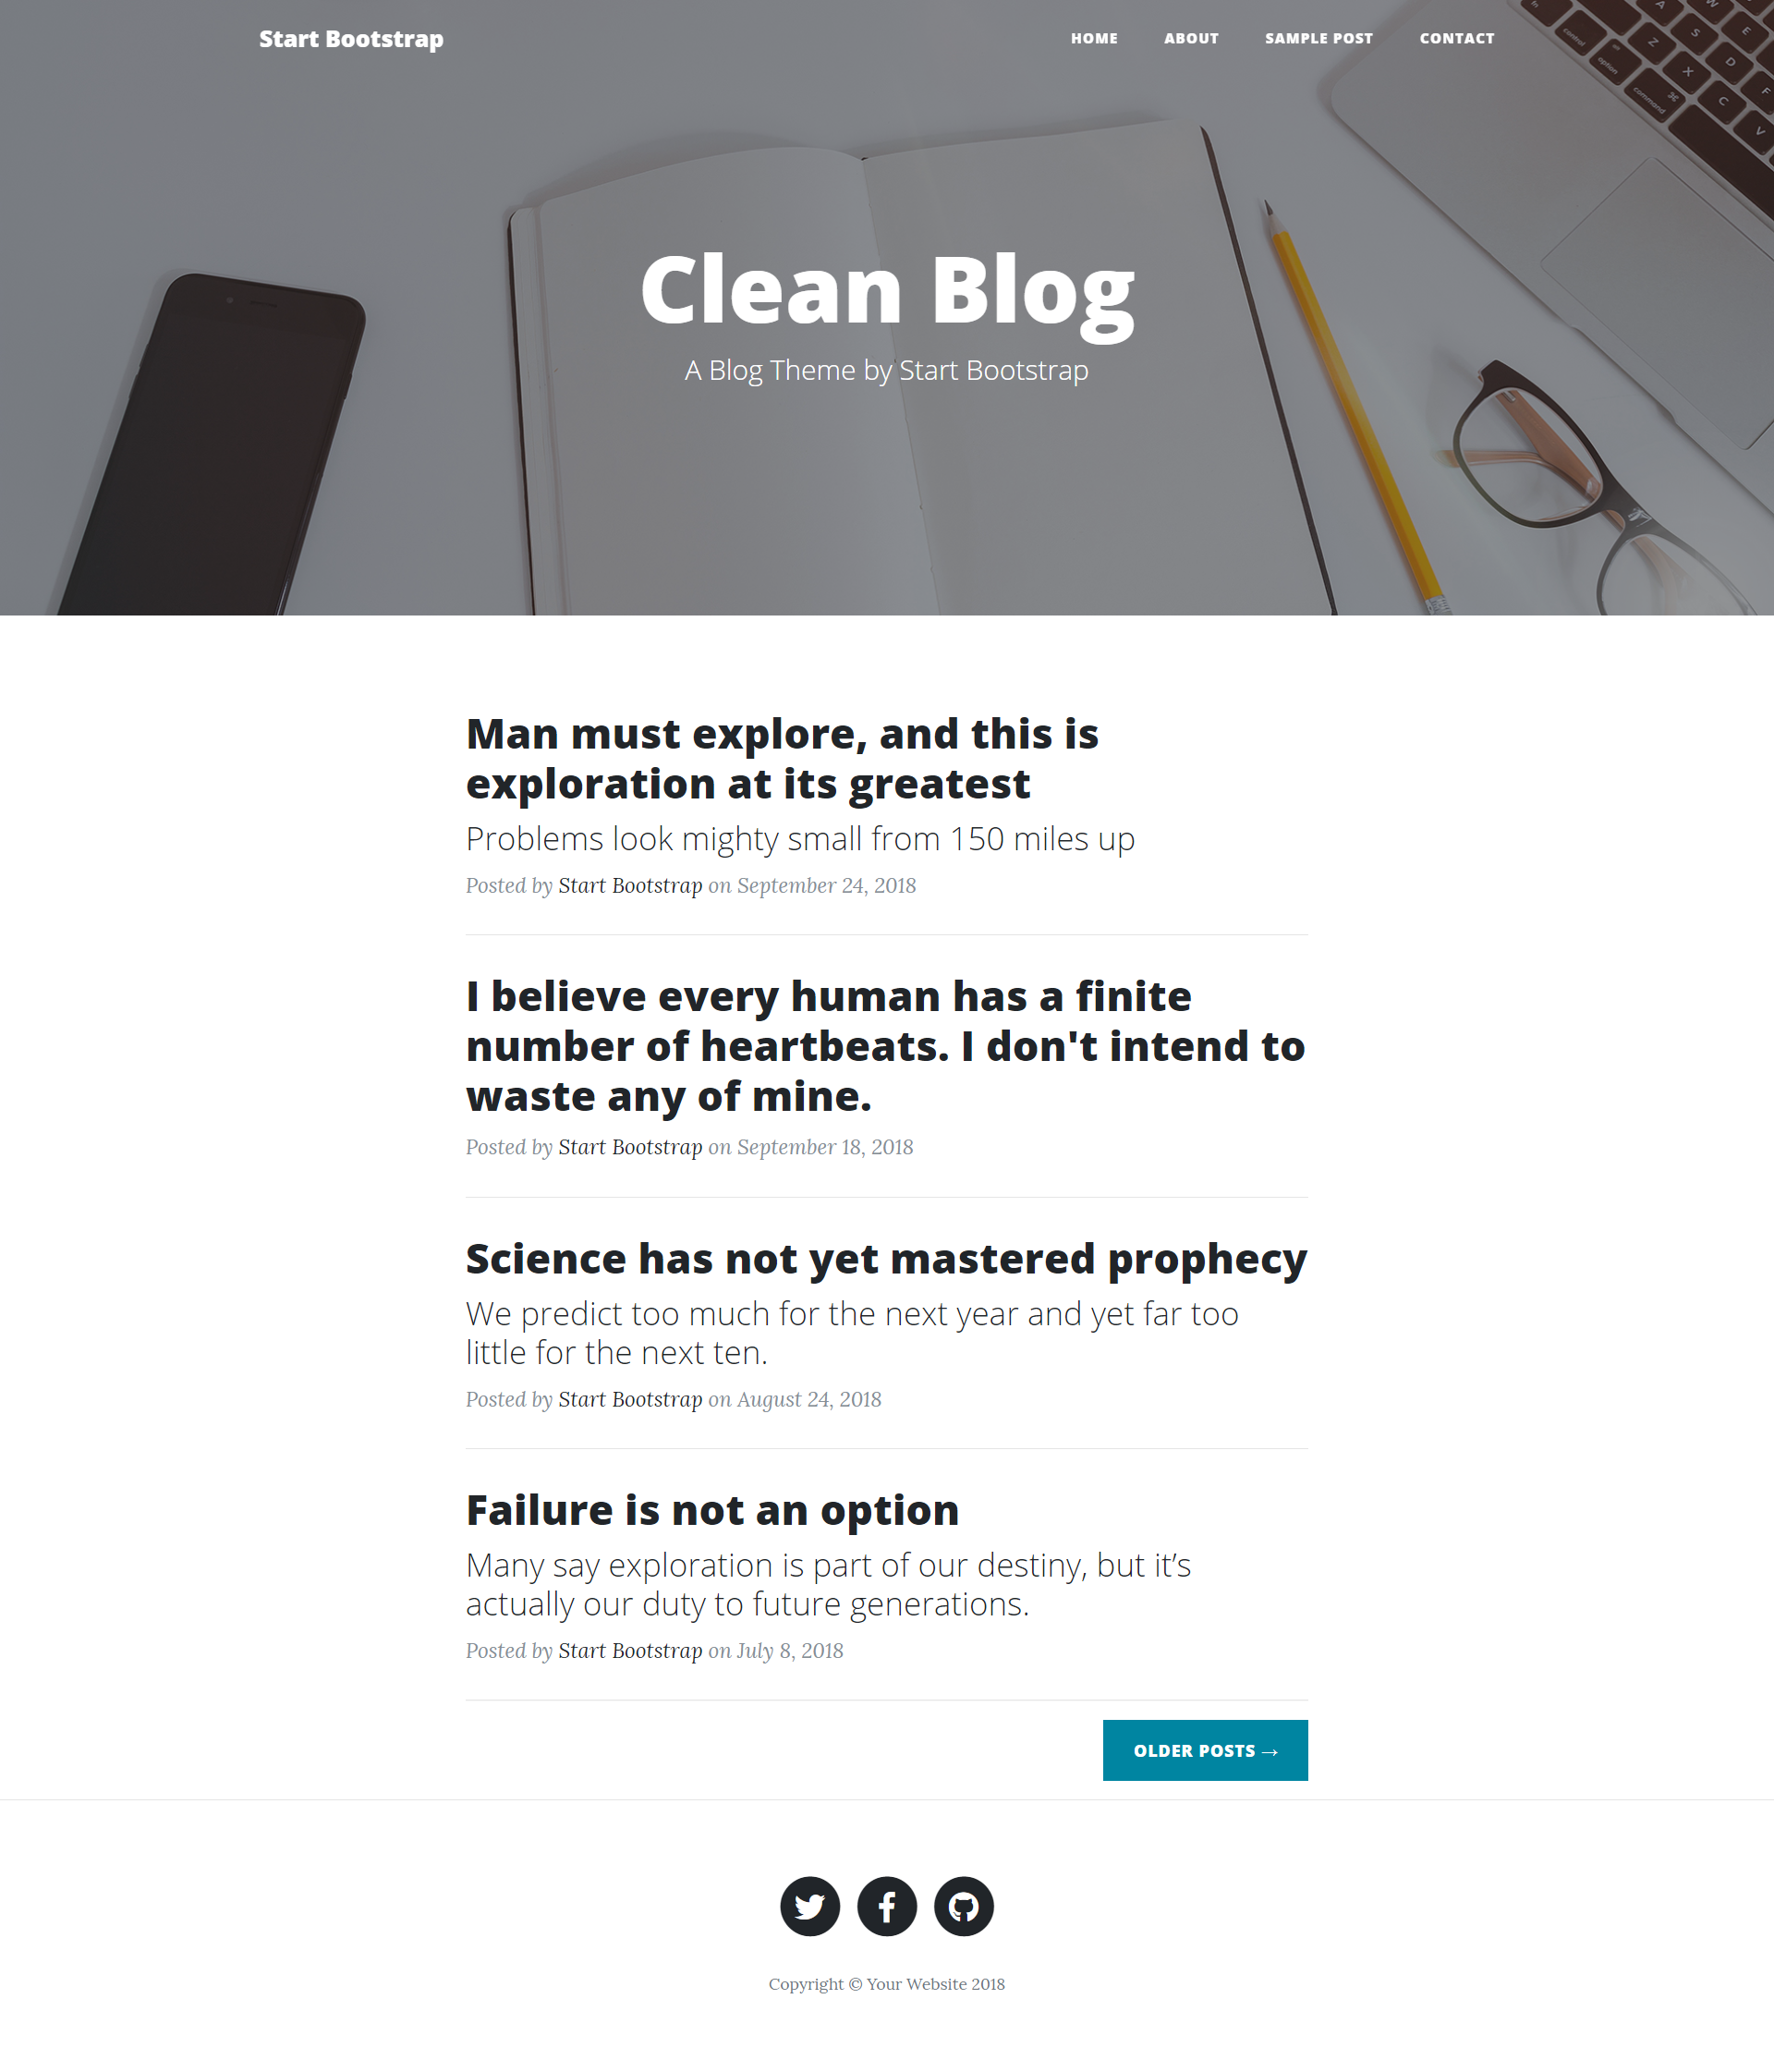 Start Bootstrap
HOME
ABOUT
SAMPLE POST
CONTACT
Clean Blog
A Blog Theme by Start Bootstrap
Man must explore, and this is
exploration at its greatest
Problems look mighty small from 150 miles up
Posted by Start Bootstrap on September 24, 2018
I believe every human has a finite
number of heartbeats. I don't intend to
waste any of mine.
Posted by Start Bootstrap on September 18, 2018
Science has not yet mastered prophecy
We predict too much for the next year and yet far too
little for the next ten.
Posted by Start Bootstrap on August 24, 2018
Failure is not an option
Many say exploration is part of our destiny, but it’s
actually our duty to future generations.
Posted by Start Bootstrap on July 8, 2018
OLDER POSTS →
Copyright © Your Website 2018